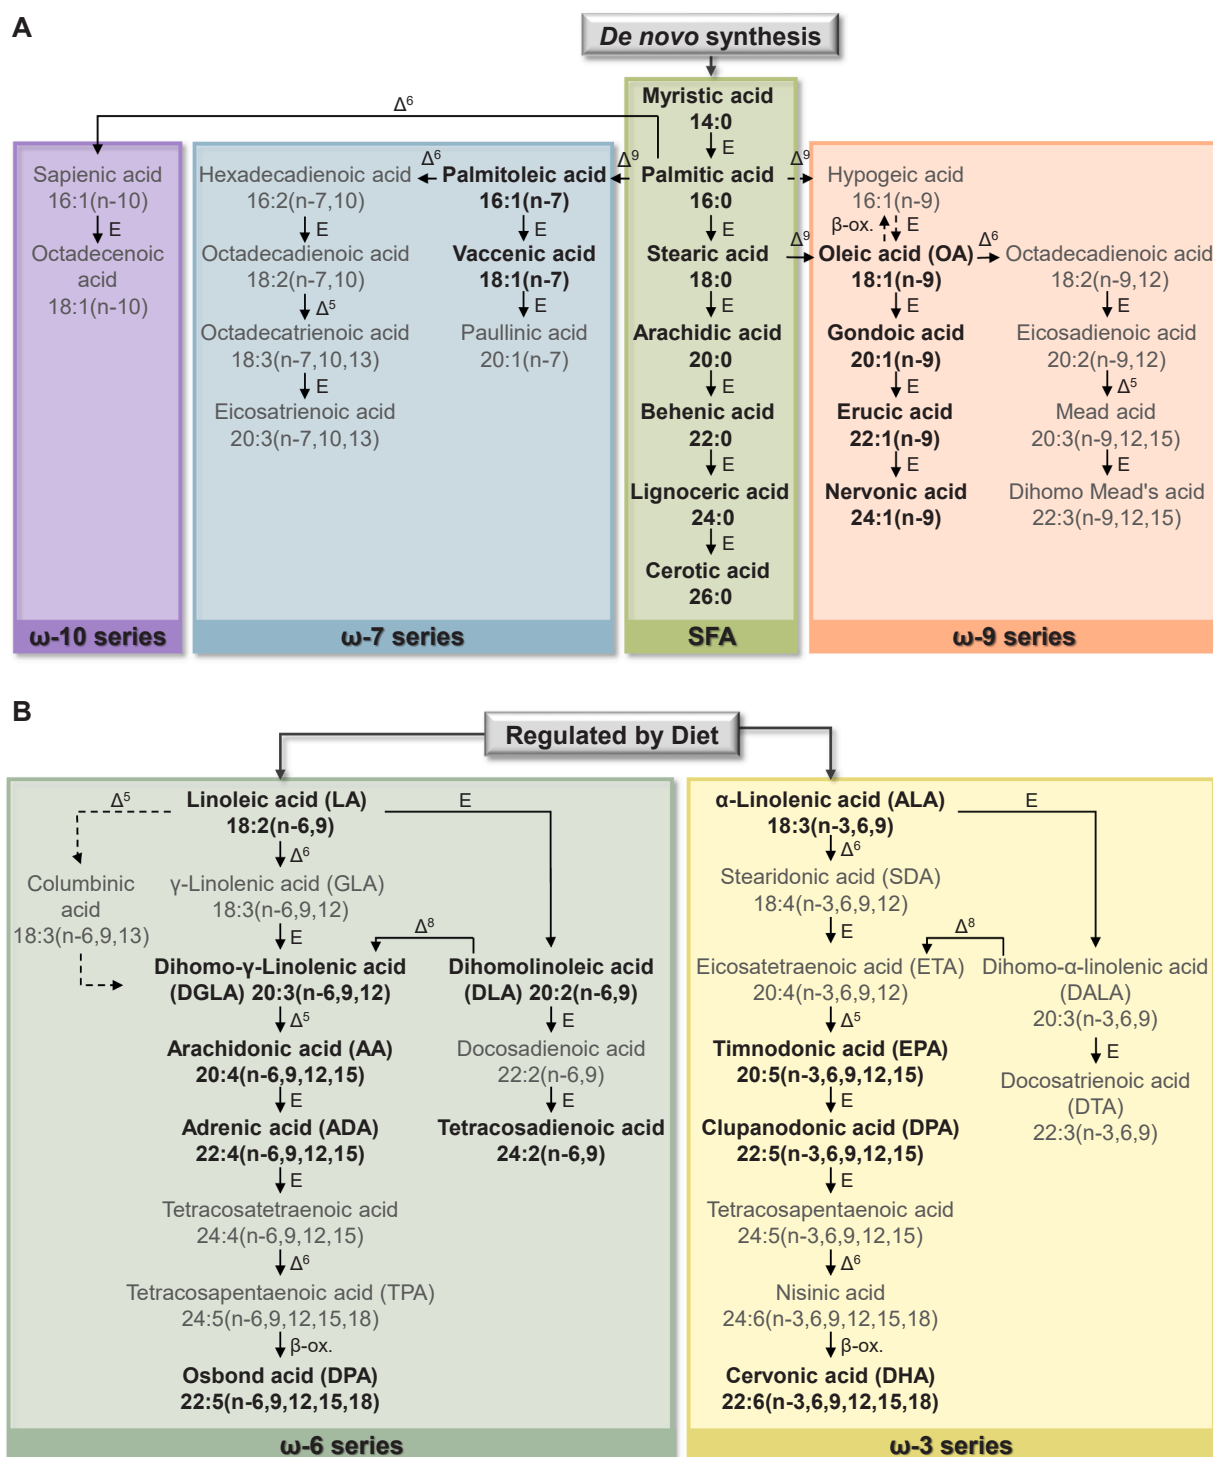 A
De novo synthesis
Δ⁶
Myristic acid
14:0
E
Sapienic acid
16:1(n-10)
E
Octadecenoic
acid
18:1(n-10)
ω-10 series
Hexadecadienoic acid
16:2(n-7,10)
E
Octadecadienoic acid
18:2(n-7,10)
Δ⁵
Octadecatrienoic acid
18:3(n-7,10,13)
E
Eicosatrienoic acid
20:3(n-7,10,13)
Δ⁶
Palmitoleic acid
16:1(n-7)
E
Vaccenic acid
18:1(n-7)
E
Paullinic acid
20:1(n-7)
ω-7 series
Δ⁹
Palmitic acid
16:0
E
Stearic acid
18:0
E
Arachidic acid
20:0
E
Behenic acid
22:0
E
Lignoceric acid
24:0
E
Cerotic acid
26:0
SFA
Δ⁹
Hypogeic acid
16:1(n-9)
β-ox.
E
Δ⁹
Oleic acid (OA)
18:1(n-9)
E
Gondoic acid
20:1(n-9)
E
Erucic acid
22:1(n-9)
E
Nervonic acid
24:1(n-9)
Δ⁶
Octadecadienoic acid
18:2(n-9,12)
E
Eicosadienoic acid
20:2(n-9,12)
Δ⁵
Mead acid
20:3(n-9,12,15)
E
Dihomo Mead's acid
22:3(n-9,12,15)
ω-9 series
B
Regulated by Diet
Linoleic acid (LA)
18:2(n-6,9)
Δ⁵
Columbinic
acid
18:3(n-6,9,13)
Δ⁶
γ-Linolenic acid (GLA)
18:3(n-6,9,12)
E
Dihomo-γ-Linolenic acid
(DGLA) 20:3(n-6,9,12)
Δ⁵
Arachidonic acid (AA)
20:4(n-6,9,12,15)
E
Adrenic acid (ADA)
22:4(n-6,9,12,15)
E
Tetracosatetraenoic acid
24:4(n-6,9,12,15)
Δ⁶
Tetracosapentaenoic acid (TPA)
24:5(n-6,9,12,15,18)
β-ox.
Osbond acid (DPA)
22:5(n-6,9,12,15,18)
E
Δ⁸
Dihomolinoleic acid
(DLA) 20:2(n-6,9)
E
Docosadienoic acid
22:2(n-6,9)
E
Tetracosadienoic acid
24:2(n-6,9)
ω-6 series
α-Linolenic acid (ALA)
18:3(n-3,6,9)
Δ⁶
Stearidonic acid (SDA)
18:4(n-3,6,9,12)
E
Eicosatetraenoic acid (ETA)
20:4(n-3,6,9,12)
Δ⁵
Timnodonic acid (EPA)
20:5(n-3,6,9,12,15)
E
Clupanodonic acid (DPA)
22:5(n-3,6,9,12,15)
E
Tetracosapentaenoic acid
24:5(n-3,6,9,12,15)
Δ⁶
Nisinic acid
24:6(n-3,6,9,12,15,18)
β-ox.
Cervonic acid (DHA)
22:6(n-3,6,9,12,15,18)
E
Δ⁸
Dihomo-α-linolenic acid
(DALA)
20:3(n-3,6,9)
E
Docosatrienoic acid
(DTA)
22:3(n-3,6,9)
ω-3 series